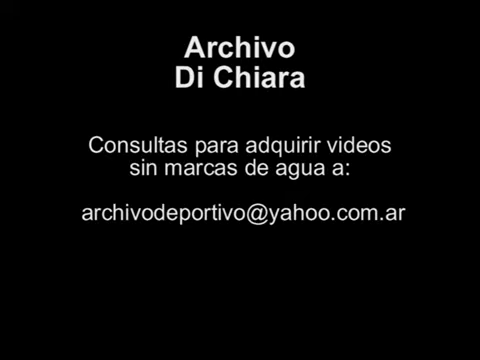 Archivo
Di Chiara
Consultas para adquirir videos
sin marcas de agua a:
archivodeportivo@yahoo.com.ar